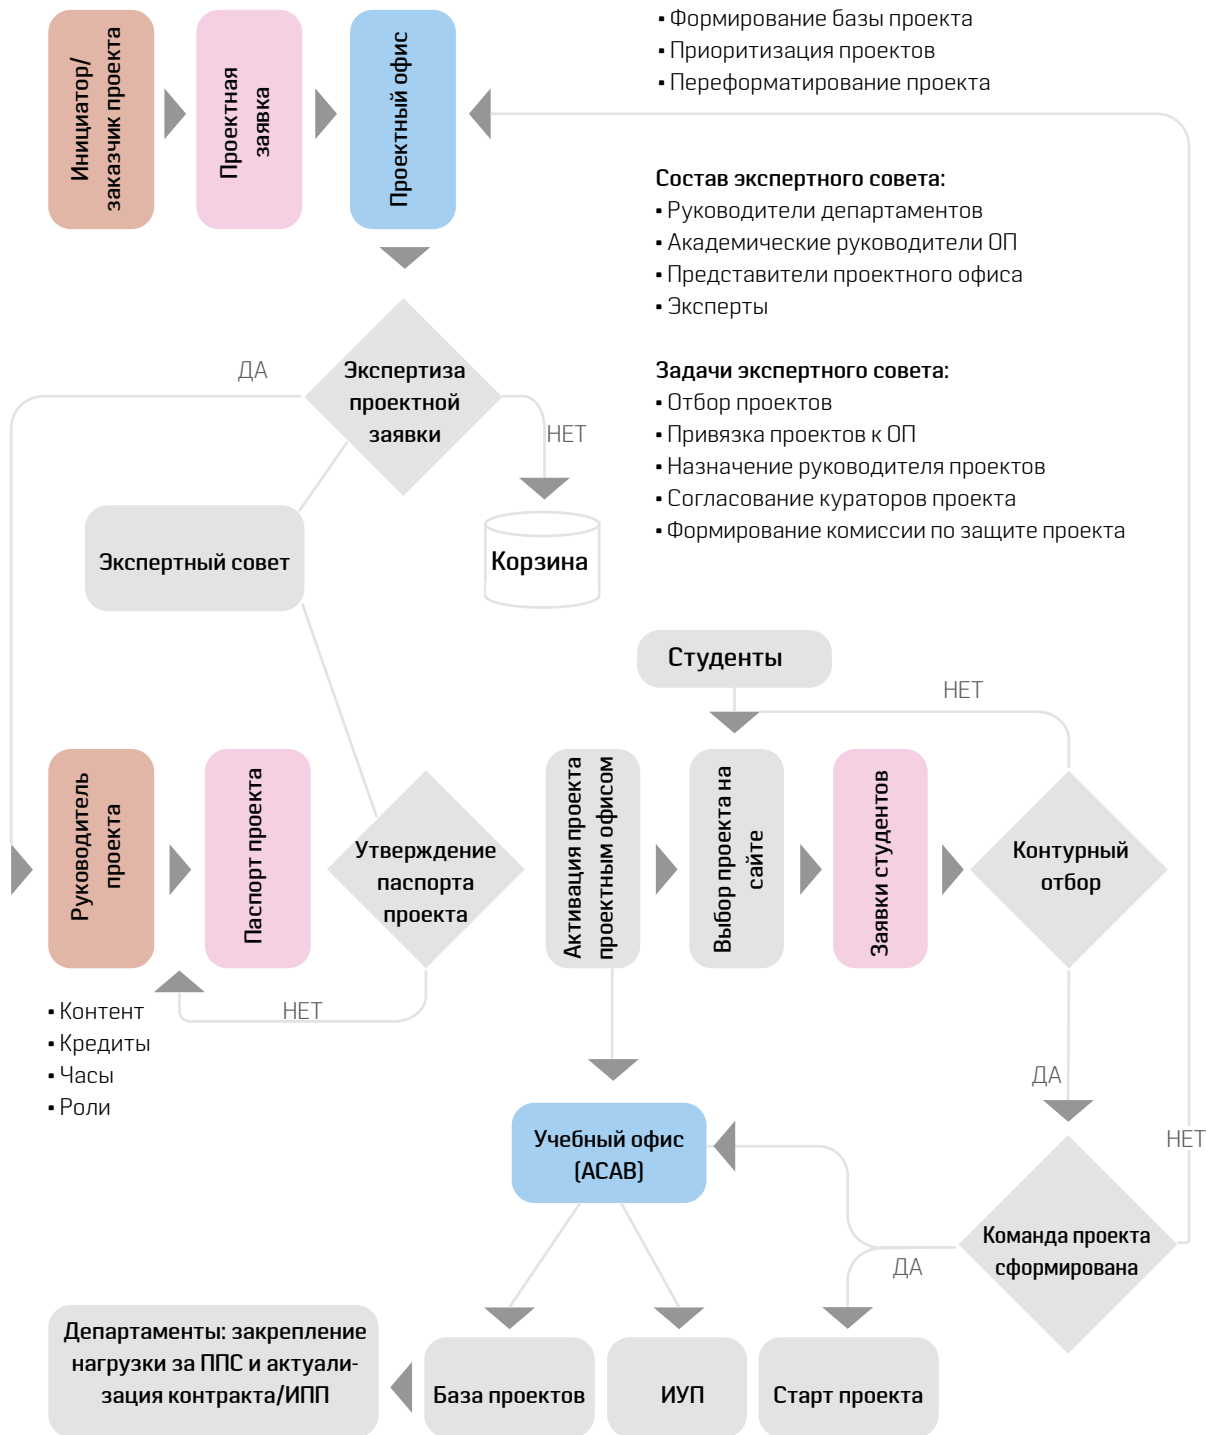 Инициатор/
заказчик проекта
Проектная
заявка
Проектный офис
▪ Формирование базы проекта
▪ Приоритизация проектов
▪ Переформатирование проекта
Состав экспертного совета:
▪ Руководители департаментов
▪ Академические руководители ОП
▪ Представители проектного офиса
▪ Эксперты
Задачи экспертного совета:
▪ Отбор проектов
▪ Привязка проектов к ОП
▪ Назначение руководителя проектов
▪ Согласование кураторов проекта
▪ Формирование комиссии по защите проекта
ДА
Экспертиза
проектной
заявки
НЕТ
Экспертный совет
Корзина
Студенты
НЕТ
Руководитель
проекта
Паспорт проекта
Утверждение
паспорта
проекта
Активация проекта
проектным офисом
Выбор проекта на
сайте
Заявки студентов
Контурный
отбор
НЕТ
▪ Контент
▪ Кредиты
▪ Часы
▪ Роли
ДА
НЕТ
Учебный офис
(АСАВ)
Команда проекта
сформирована
ДА
Департаменты: закрепление
нагрузки за ППС и актуали-
зация контракта/ИПП
База проектов
ИУП
Старт проекта